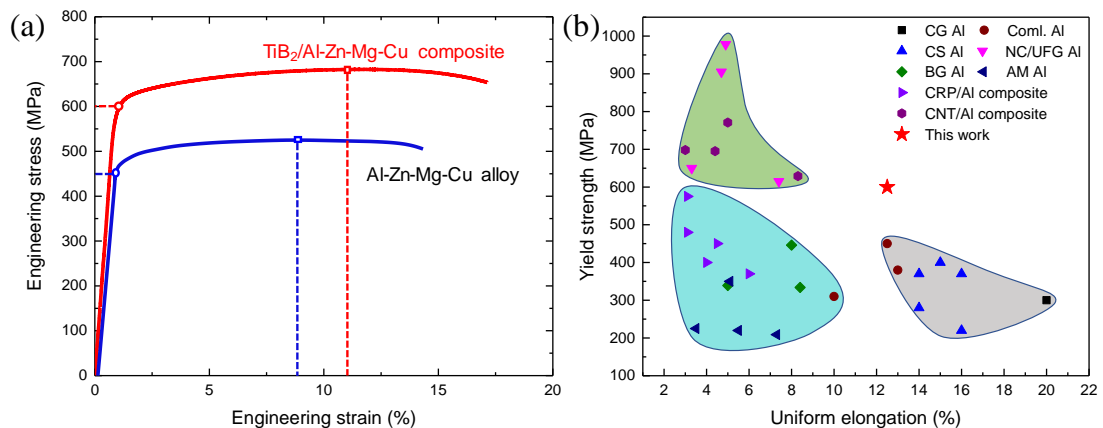 (a)
800
700
600
500
400
300
200
100
0
Engineering stress (MPa)
TiB2/Al-Zn-Mg-Cu composite
Al-Zn-Mg-Cu alloy
0 5 10 15 20
Engineering strain (%)
(b)
1000
900
800
700
600
500
400
300
200
100
Yield strength (MPa)
CG Al Coml. Al
CS Al NC/UFG Al
BG Al AM Al
CRP/Al composite
CNT/Al composite
This work
2 4 6 8 10 12 14 16 18 20 22
Uniform elongation (%)